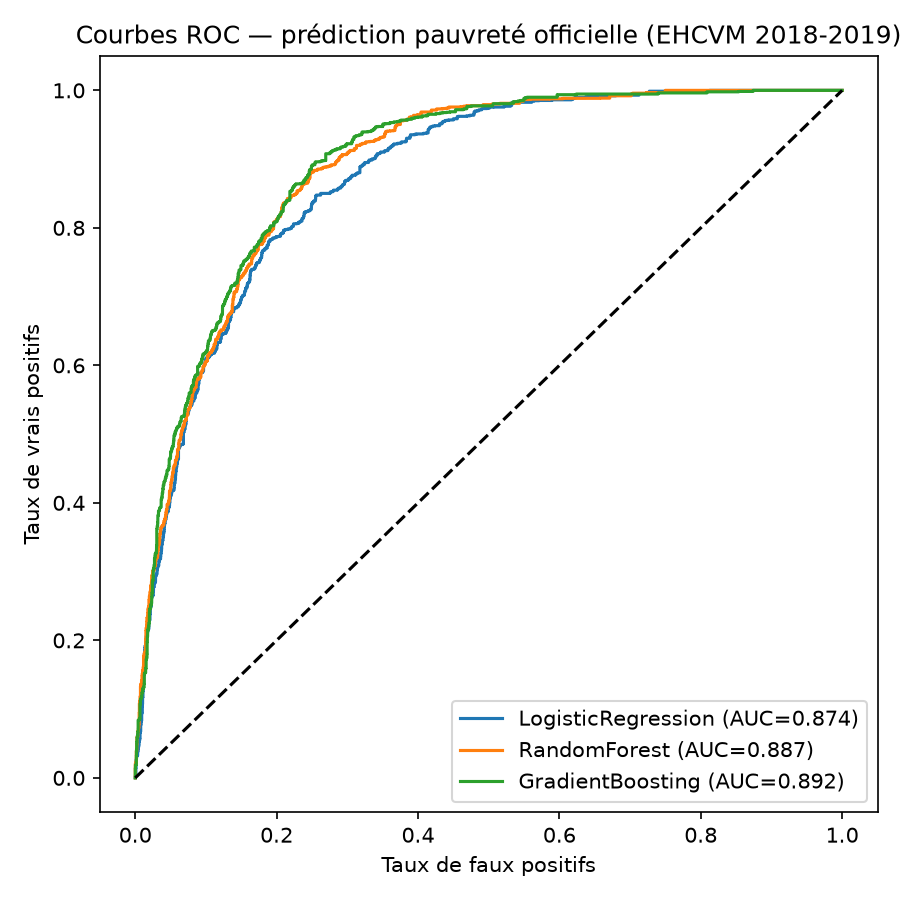 Courbes ROC — prédiction pauvreté officielle (EHCVM 2018-2019)
1.0
0.8
0.6
0.4
0.2
0.0
Taux de vrais positifs
LogisticRegression (AUC=0.874)
RandomForest (AUC=0.887)
GradientBoosting (AUC=0.892)
0.0 0.2 0.4 0.6 0.8 1.0
Taux de faux positifs